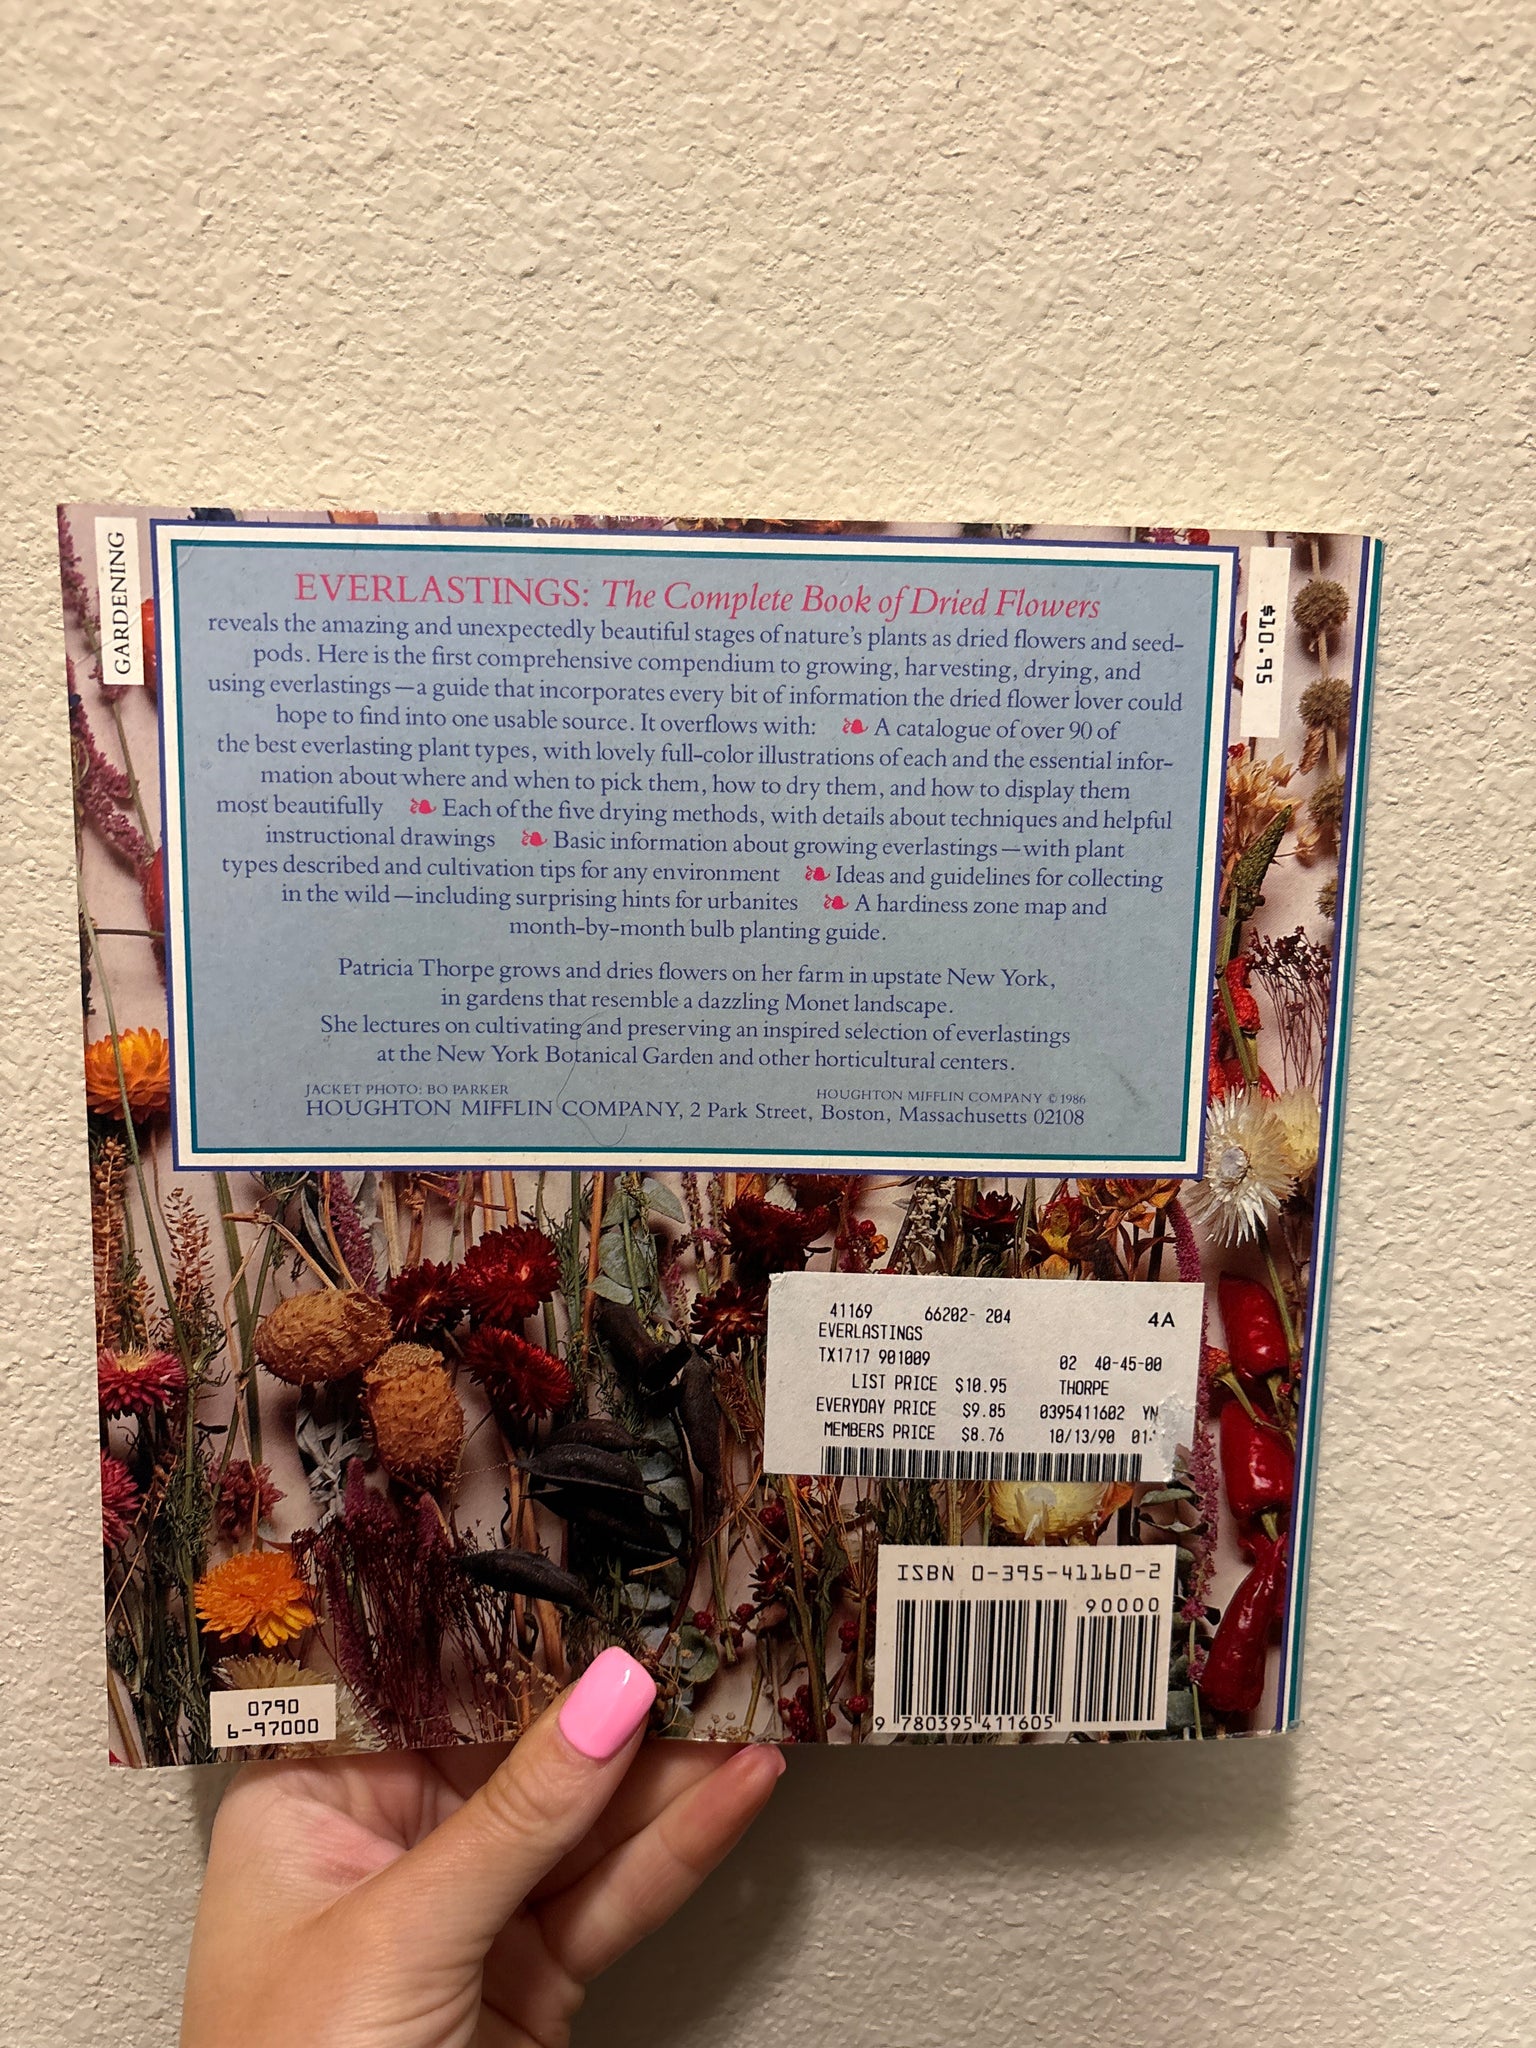 GARDENING
$10.95
EVERLASTINGS: The Complete Book of Dried Flowers
reveals the amazing and unexpectedly beautiful stages of nature's plants as dried flowers and seed-
pods. Here is the first comprehensive compendium to growing, harvesting, drying, and
using everlastings—a guide that incorporates every bit of information the dried flower lover could
hope to find into one usable source. It overflows with: ❧ A catalogue of over 90 of
the best everlasting plant types, with lovely full-color illustrations of each and the essential infor-
mation about where and when to pick them, how to dry them, and how to display them
most beautifully ❧ Each of the five drying methods, with details about techniques and helpful
instructional drawings ❧ Basic information about growing everlastings—with plant
types described and cultivation tips for any environment ❧ Ideas and guidelines for collecting
in the wild—including surprising hints for urbanites ❧ A hardiness zone map and
month-by-month bulb planting guide.
Patricia Thorpe grows and dries flowers on her farm in upstate New York,
in gardens that resemble a dazzling Monet landscape.
She lectures on cultivating and preserving an inspired selection of everlastings
at the New York Botanical Garden and other horticultural centers.
JACKET PHOTO: BO PARKER HOUGHTON MIFFLIN COMPANY © 1986
HOUGHTON MIFFLIN COMPANY, 2 Park Street, Boston, Massachusetts 02108
41169 66202- 204 4A
EVERLASTINGS
TX1717 901009 02 40-45-00
LIST PRICE $10.95 THORPE
EVERYDAY PRICE $9.85 0395411602 YN
MEMBERS PRICE $8.76 10/13/90
ISBN 0-395-41160-2
90000
9 780395 411605
0790
6-97000